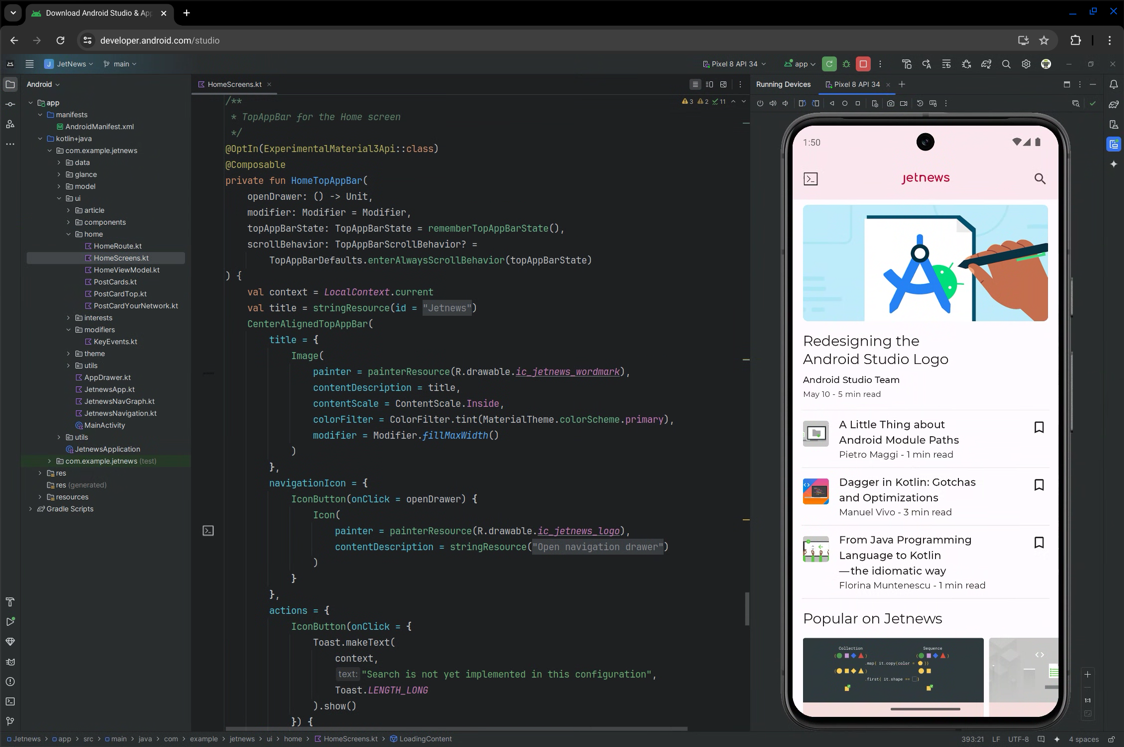 Download Android Studio & App
developer.android.com/studio
JetNews
main
Pixel 8 API 34
app
Android
HomeScreens.kt
Running Devices
Pixel 8 API 34
app
manifests
AndroidManifest.xml
kotlin+java
com.example.jetnews
data
glance
model
ui
article
components
home
HomeRoute.kt
HomeScreens.kt
HomeViewModel.kt
PostCards.kt
PostCardTop.kt
PostCardYourNetwork.kt
interests
modifiers
KeyEvents.kt
theme
utils
AppDrawer.kt
JetnewsApp.kt
JetnewsNavGraph.kt
JetnewsNavigation.kt
MainActivity
utils
JetnewsApplication
com.example.jetnews (test)
res
res (generated)
resources
Gradle Scripts
3 2 11
/**
* TopAppBar for the Home screen
*/
@OptIn(ExperimentalMaterial3Api::class)
@Composable
private fun HomeTopAppBar(
openDrawer: () -> Unit,
modifier: Modifier = Modifier,
topAppBarState: TopAppBarState = rememberTopAppBarState(),
scrollBehavior: TopAppBarScrollBehavior? =
TopAppBarDefaults.enterAlwaysScrollBehavior(topAppBarState)
) {
val context = LocalContext.current
val title = stringResource(id = "Jetnews")
CenterAlignedTopAppBar(
title = {
Image(
painter = painterResource(R.drawable.ic_jetnews_wordmark),
contentDescription = title,
contentScale = ContentScale.Inside,
colorFilter = ColorFilter.tint(MaterialTheme.colorScheme.primary),
modifier = Modifier.fillMaxWidth()
)
},
navigationIcon = {
IconButton(onClick = openDrawer) {
Icon(
painter = painterResource(R.drawable.ic_jetnews_logo),
contentDescription = stringResource("Open navigation drawer")
)
}
},
actions = {
IconButton(onClick = {
Toast.makeText(
context,
text: "Search is not yet implemented in this configuration",
Toast.LENGTH_LONG
).show()
}) {
1:50
jetnews
Redesigning the
Android Studio Logo
Android Studio Team
May 10 - 5 min read
A Little Thing about
Android Module Paths
Pietro Maggi - 1 min read
Dagger in Kotlin: Gotchas
and Optimizations
Manuel Vivo - 3 min read
From Java Programming
Language to Kotlin
—the idiomatic way
Florina Muntenescu - 1 min read
Popular on Jetnews
Collection
Sequence
1:1
Jetnews
app
src
main
java
com
example
jetnews
ui
home
HomeScreens.kt
LoadingContent
393:21
LF
UTF-8
4 spaces